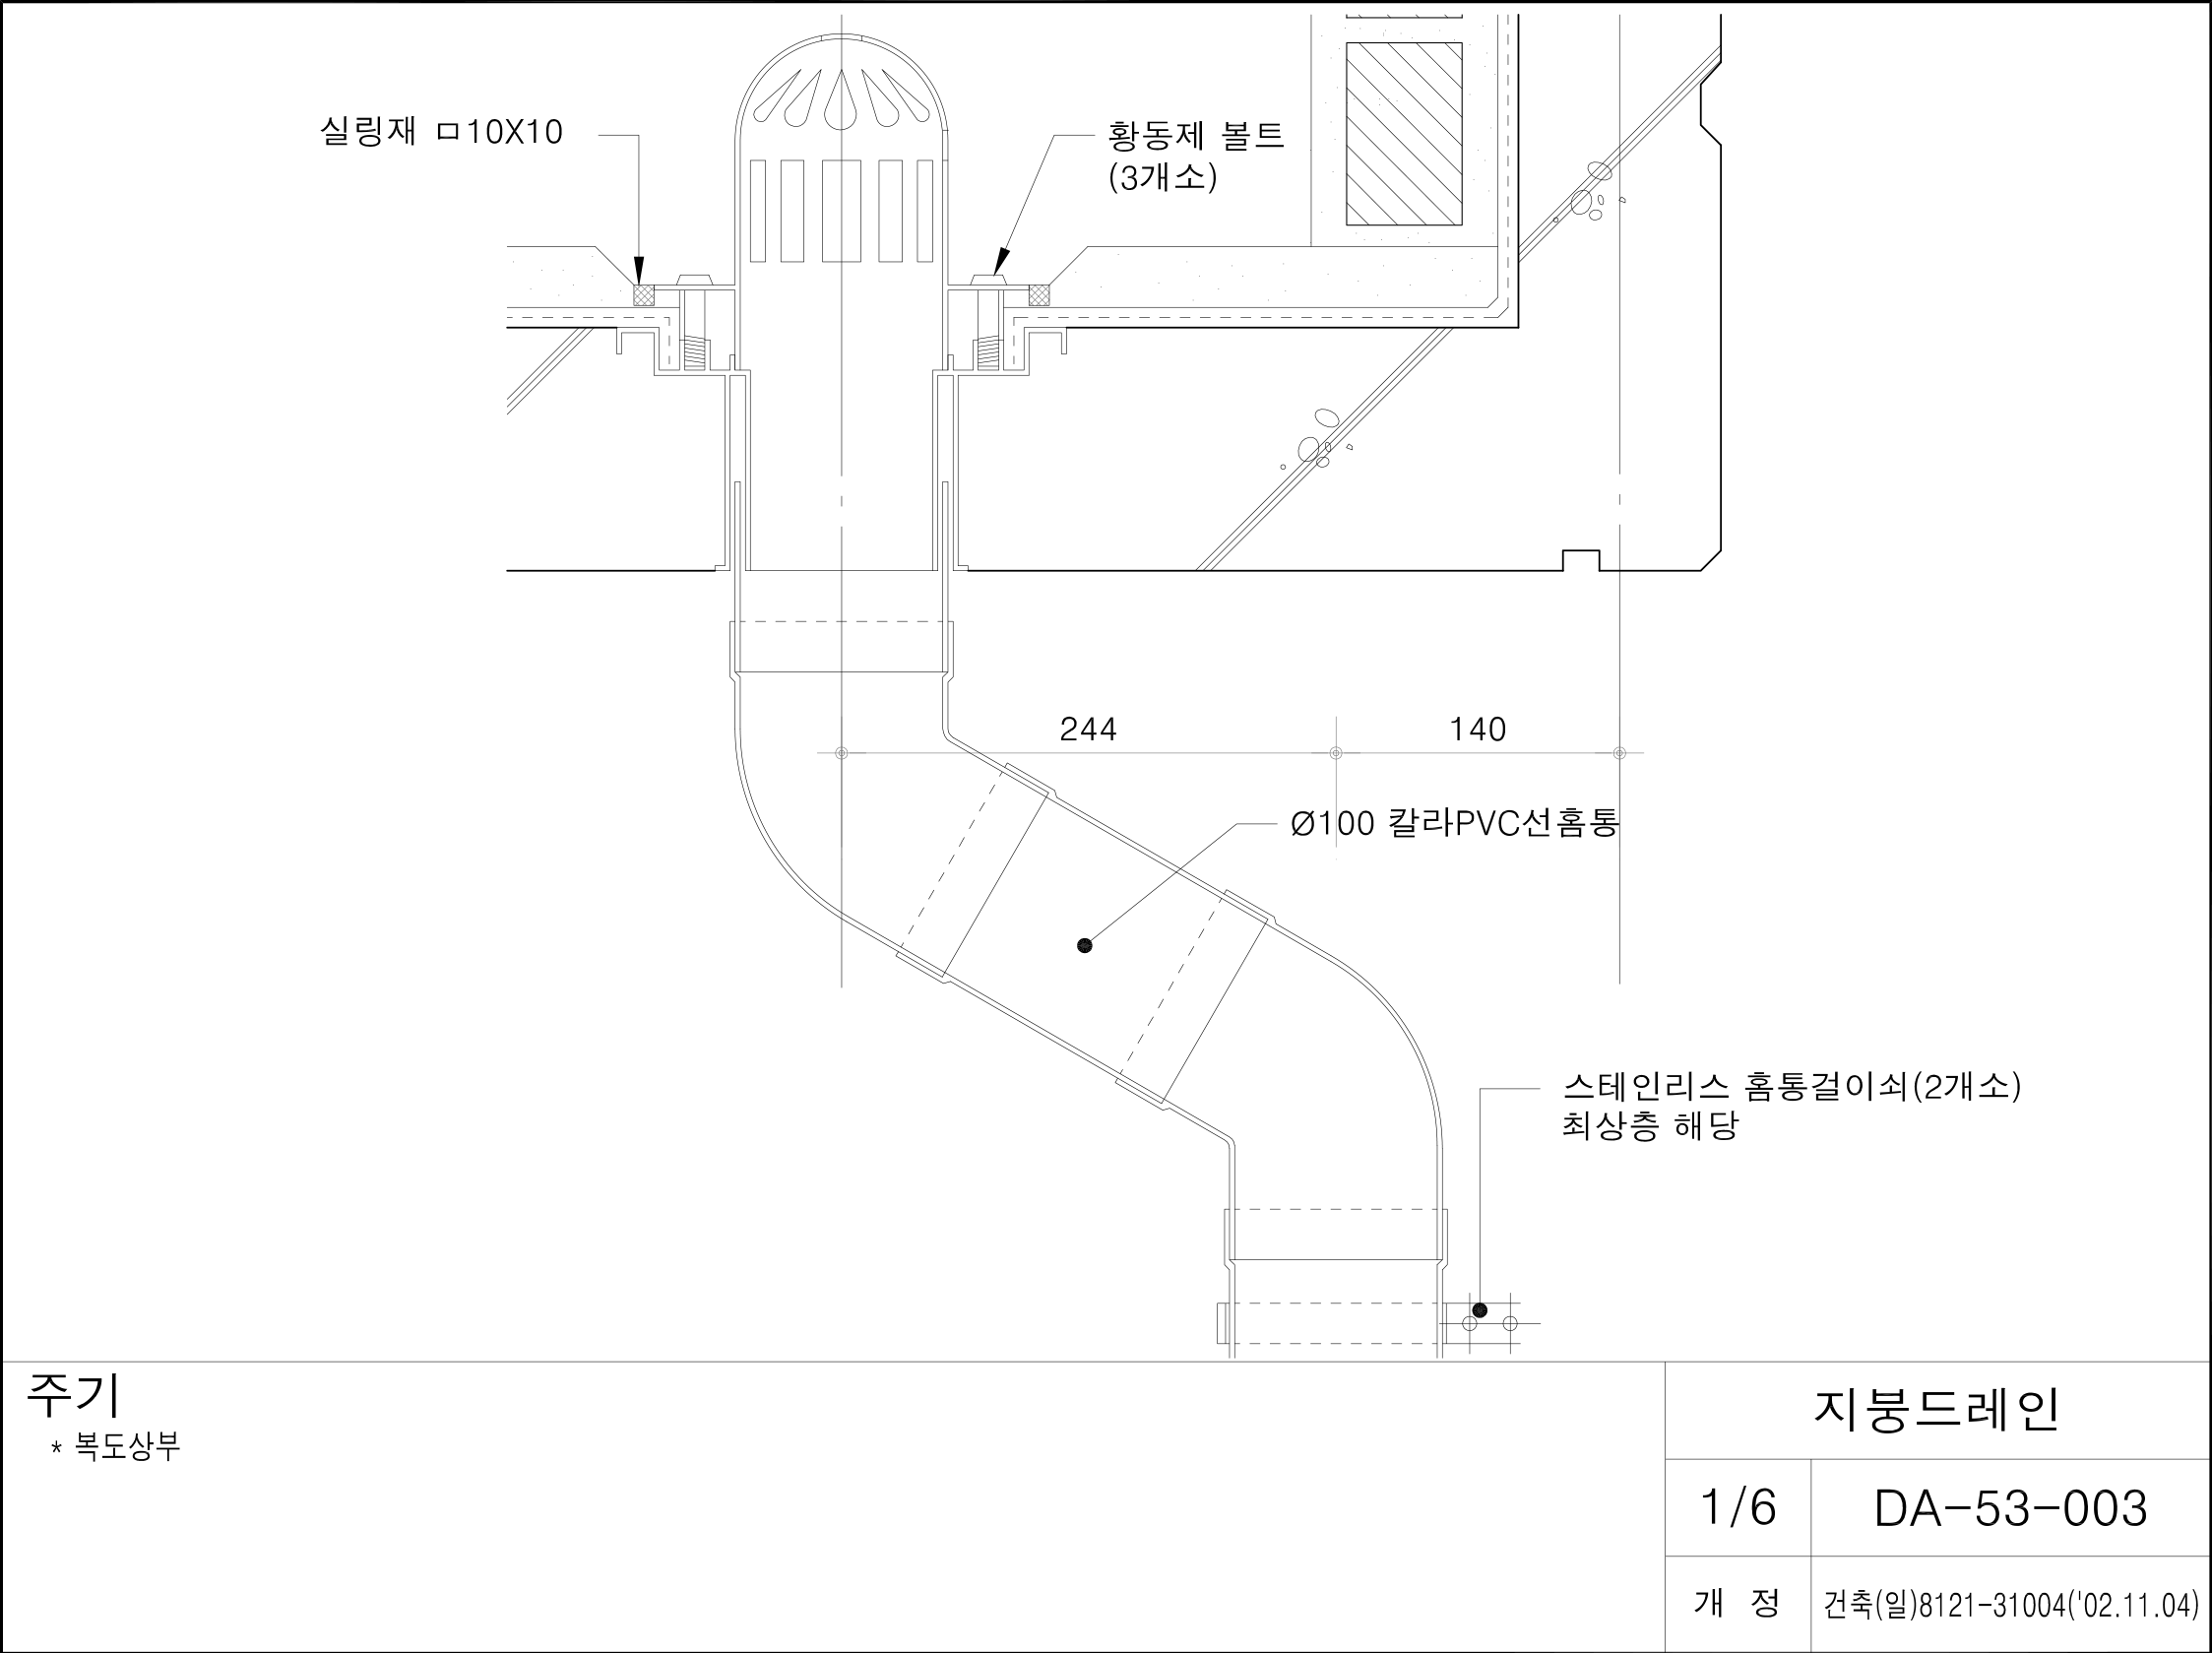 실링재 ㅁ10X10
황동제 볼트
(3개소)
244
140
Ø100 칼라PVC선홈통
스테인리스 홈통걸이쇠(2개소)
최상층 해당
주기
* 복도상부
지붕드레인
1/6
DA-53-003
개 정
건축(일)8121-31004('02.11.04)